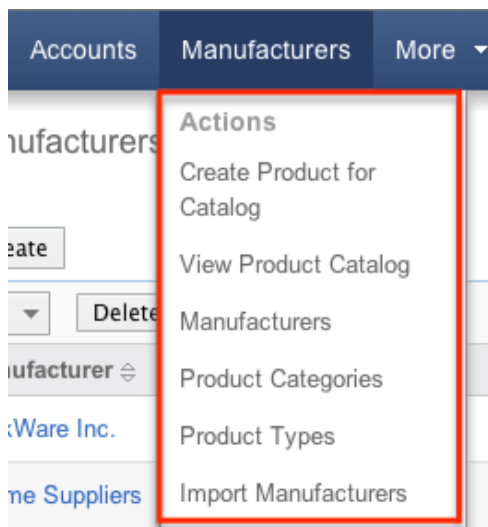 Accounts Manufacturers More
Actions
Create Product for
Catalog
View Product Catalog
Delete
Manufacturers
Product Categories
Product Types
Import Manufacturers